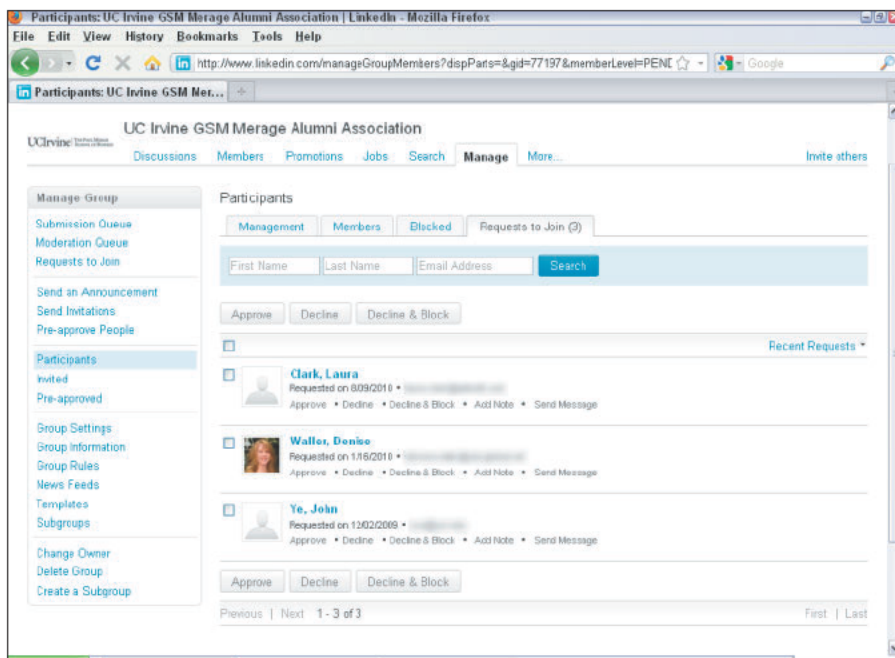 Participants: UC Irvine GSM Merage Alumni Association | LinkedIn - Mozilla Firefox
File Edit View History Bookmarks Tools Help
http://www.linkedin.com/manageGroupMembers?dispParts=&gid=77197&memberLevel=PEND Google
Participants: UC Irvine GSM Mer...
UC Irvine GSM Merage Alumni Association
UCIrvine
Discussions Members Promotions Jobs Search Manage More... Invite others
Manage Group
Participants
Submission Queue
Management Members Blocked Requests to Join (3)
Moderation Queue
Requests to Join
First Name Last Name Email Address Search
Send an Announcement
Send Invitations
Approve Decline Decline & Block
Pre-approve People
Recent Requests
Participants
Invited
Pre-approved
Clark, Laura
Requested on 8/09/2010 •
Approve • Decline • Decline & Block • Add Note • Send Message
Group Settings
Group Information
Group Rules
News Feeds
Templates
Subgroups
Waller, Denise
Requested on 1/16/2010 •
Approve • Decline • Decline & Block • Add Note • Send Message
Ye, John
Requested on 12/02/2009 •
Approve • Decline • Decline & Block • Add Note • Send Message
Change Owner
Delete Group
Create a Subgroup
Approve Decline Decline & Block
Previous | Next 1 - 3 of 3 First | Last